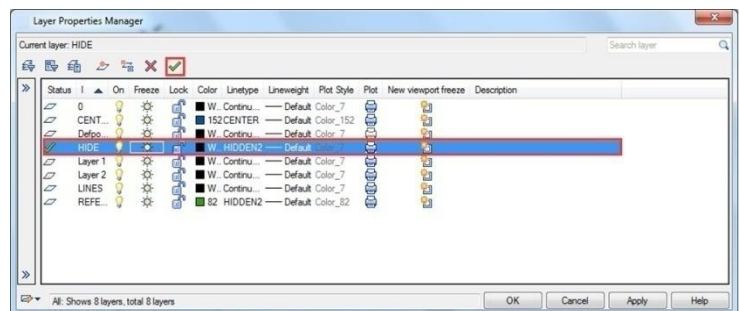 Layer Properties Manager
Current layer: HIDE
Search layer
Status I On Freeze Lock Color Linetype Lineweight Plot Style Plot New viewport freeze Description
0 W.. Continu... Default Color_7
CENT... 152 CENTER Default Color_152
Defpo... W.. Continu... Default Color_7
HIDE W.. HIDDEN2 Default Color_7
Layer 1 W.. Continu... Default Color_7
Layer 2 W.. Continu... Default Color_7
LINES W.. Continu... Default Color_7
REFE... 82 HIDDEN2 Default Color_82
All: Shows 8 layers, total 8 layers
OK Cancel Apply Help